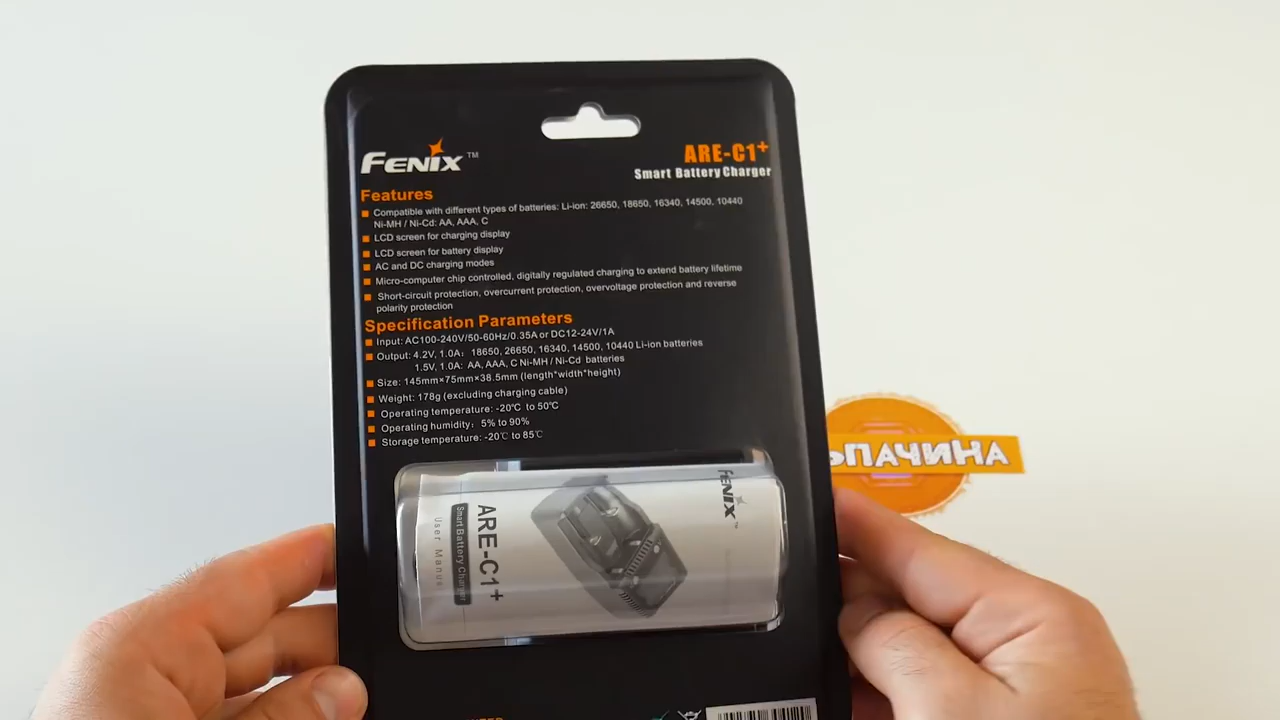 FENIX™
ARE-C1+
Smart Battery Charger
Features
Compatible with different types of batteries: Li-ion: 26650, 18650, 16340, 14500, 10440
Ni-MH / Ni-Cd: AA, AAA, C
LCD screen for charging display
LCD screen for battery display
AC and DC charging modes
Micro-computer chip controlled, digitally regulated charging to extend battery lifetime
Short-circuit protection, overcurrent protection, overvoltage protection and reverse
polarity protection
Specification Parameters
Input: AC100-240V/50-60Hz/0.35A or DC12-24V/1A
Output: 4.2V, 1.0A: 18650, 26650, 16340, 14500, 10440 Li-ion batteries
1.5V, 1.0A: AA, AAA, C Ni-MH / Ni-Cd batteries
Size: 145mm×75mm×38.5mm (length*width*height)
Weight: 178g (excluding charging cable)
Operating temperature: -20℃ to 50℃
Operating humidity: 5% to 90%
Storage temperature: -20℃ to 85℃
FENIX™
ARE-C1+
Smart Battery Charger
User Manual
ЬПАЧИНА